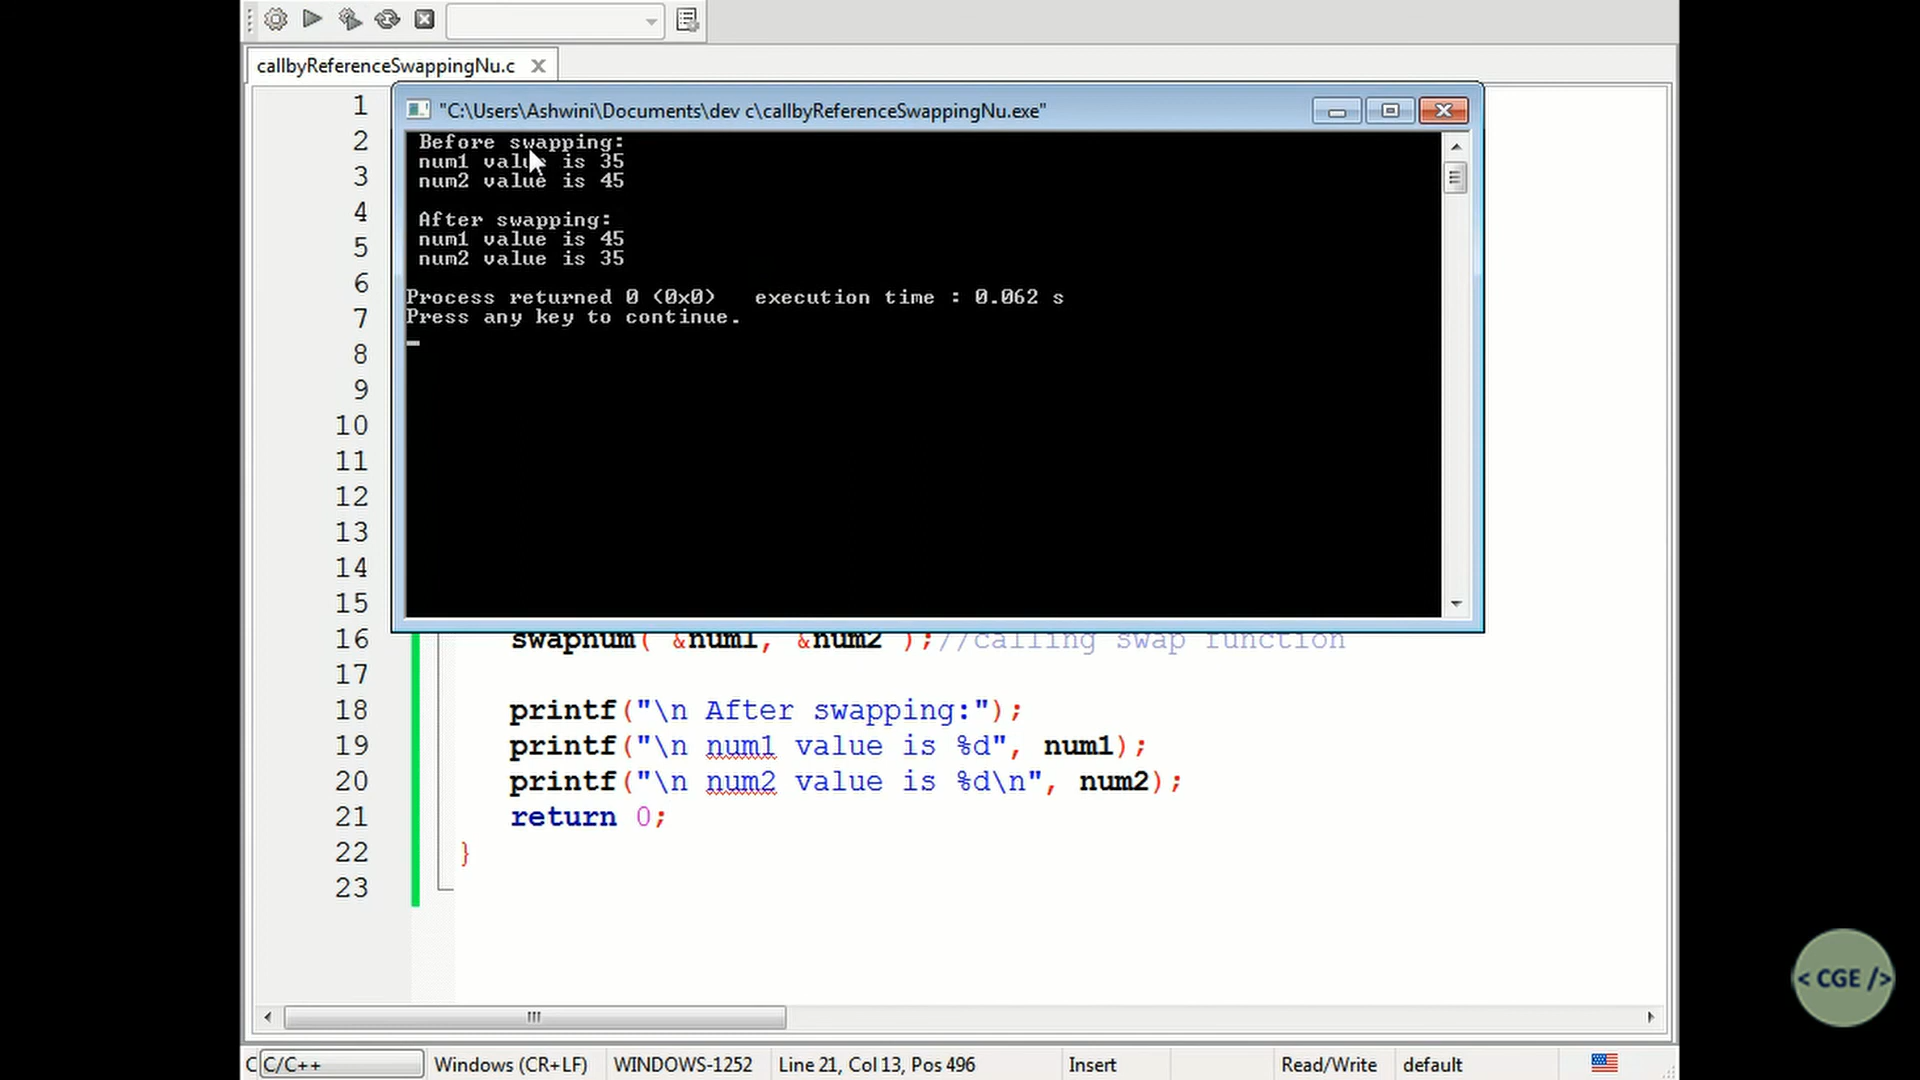 callbyReferenceSwappingNu.c
"C:\Users\Ashwini\Documents\dev c\callbyReferenceSwappingNu.exe"
Before swapping:
num1 value is 35
num2 value is 45
After swapping:
num1 value is 45
num2 value is 35
Process returned 0 (0x0)   execution time : 0.062 s
Press any key to continue.
1
2
3
4
5
6
7
8
9
10
11
12
13
14
15
16 swapnum( &num1, &num2 );//calling swap function
17
18 printf("\n After swapping:");
19 printf("\n num1 value is %d", num1);
20 printf("\n num2 value is %d\n", num2);
21 return 0;
22 }
23
< CGE />
C C/C++ Windows (CR+LF) WINDOWS-1252 Line 21, Col 13, Pos 496 Insert Read/Write default